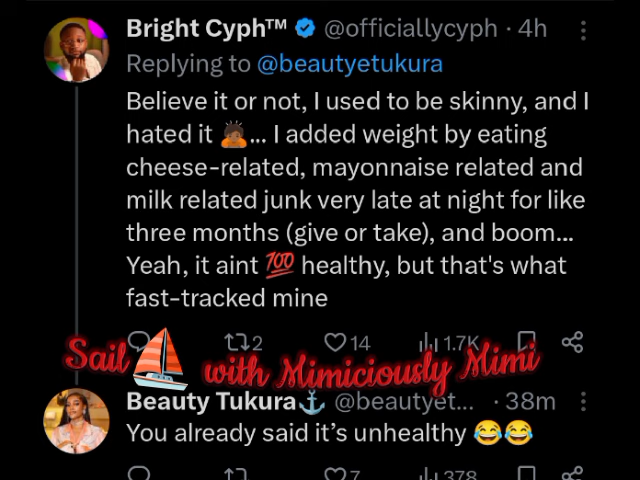 Bright Cyph™ @officiallycyph · 4h
Replying to @beautyetukura
Believe it or not, I used to be skinny, and I
hated it 🙇🏾... I added weight by eating
cheese-related, mayonnaise related and
milk related junk very late at night for like
three months (give or take), and boom...
Yeah, it aint 💯 healthy, but that's what
fast-tracked mine
2 14 1.7K
Sail ⛵ with Mimiciously Mimi
Beauty Tukura⚓ @beautyet... · 38m
You already said it's unhealthy 😂😂
7 378